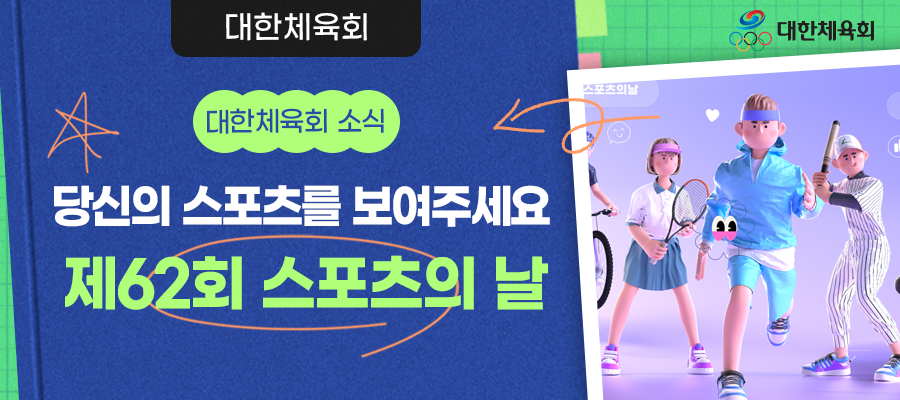 대한체육회
대한체육회
대한체육회 소식
스포츠의날
당신의 스포츠를 보여주세요
제62회 스포츠의 날